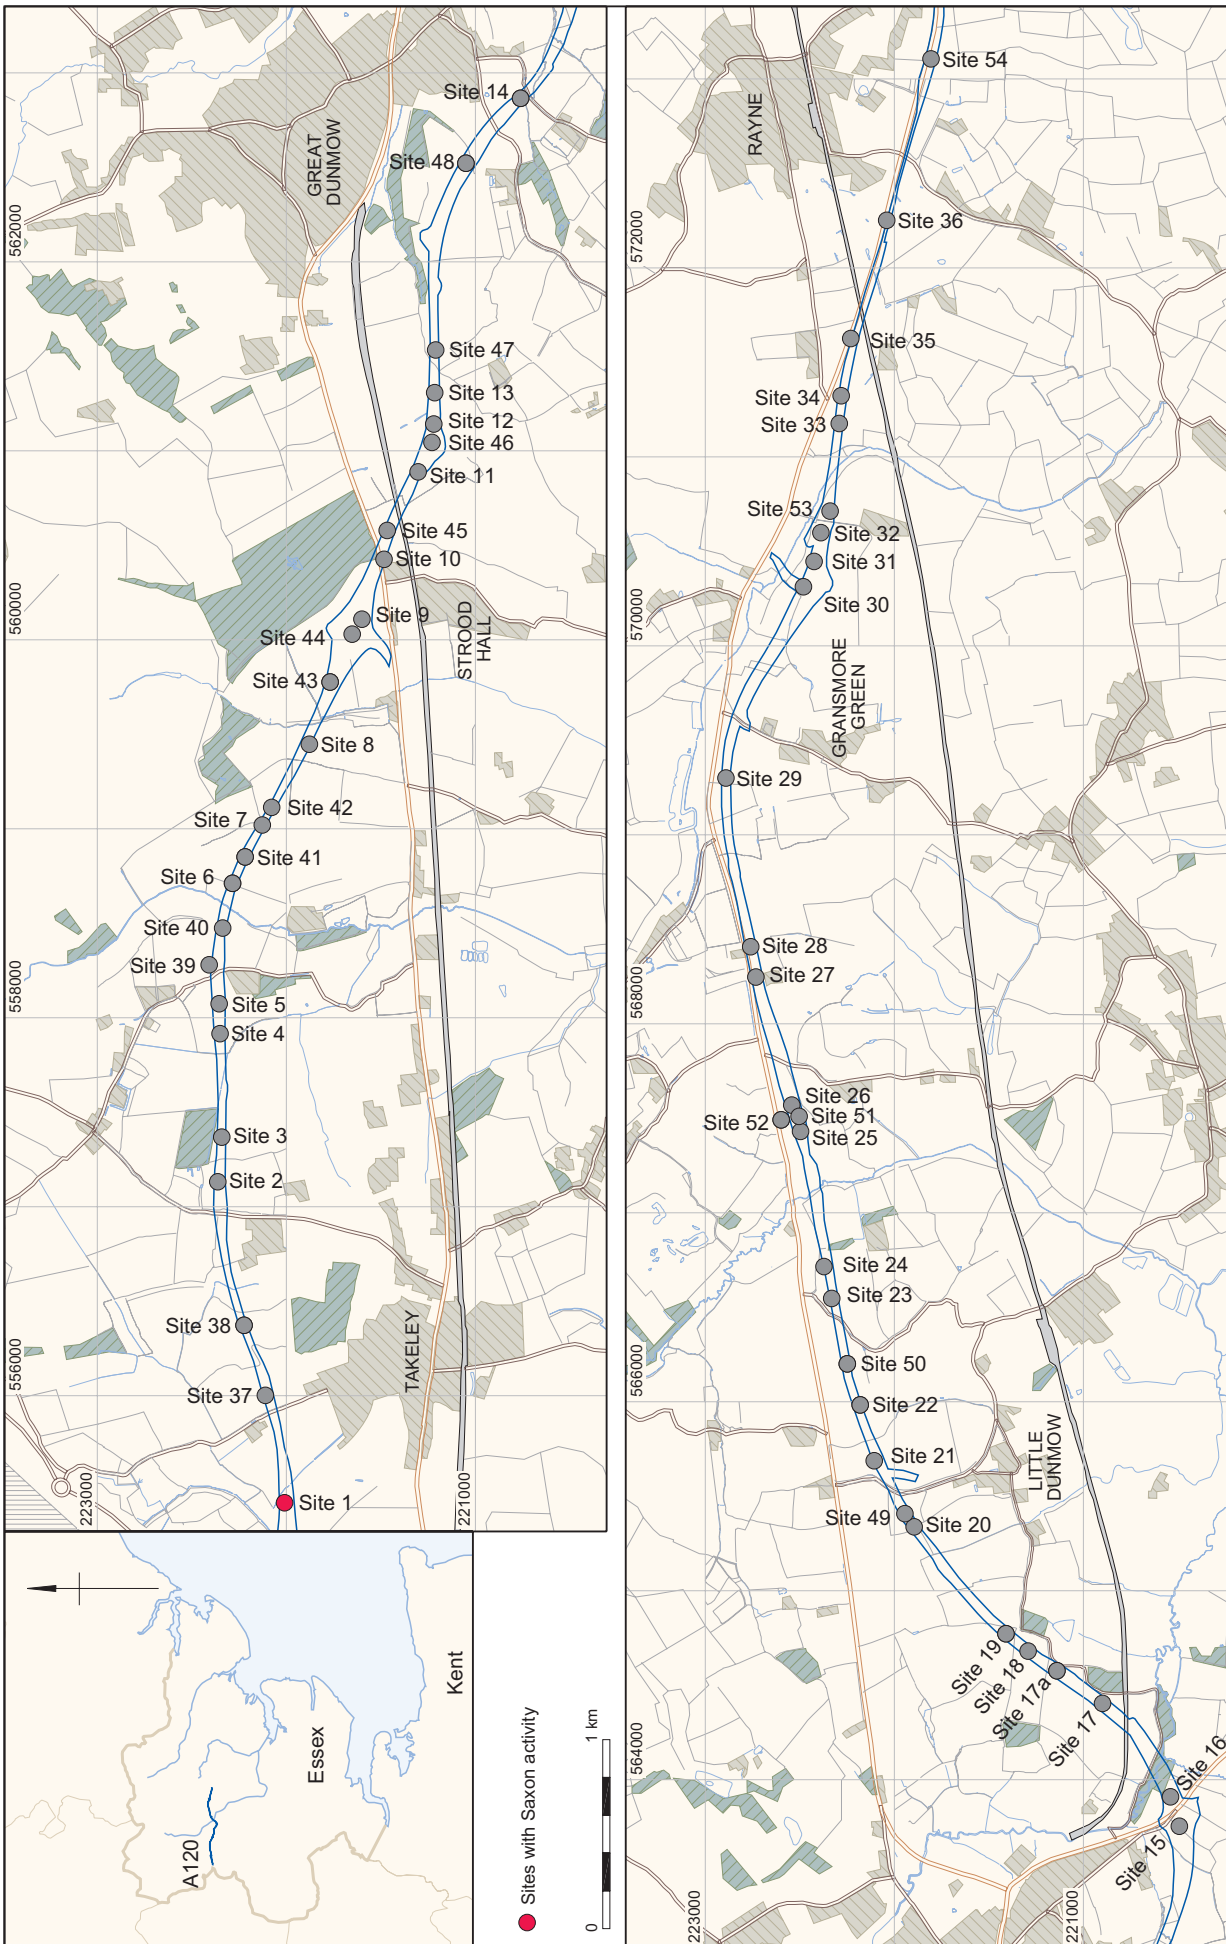 Site 14
Site 48
GREAT
DUNMOW
562000
Site 47
Site 13
Site 12
Site 46
Site 11
Site 45
Site 10
560000
Site 9
Site 44
STROOD
HALL
Site 43
Site 8
Site 42
Site 7
Site 41
Site 6
Site 40
Site 39
558000
Site 5
Site 4
Site 3
Site 2
Site 38
TAKELEY
556000
Site 37
223000
221000
Site 1
Site 54
RAYNE
572000
Site 36
Site 35
Site 34
Site 33
Site 53
Site 32
Site 31
Site 30
570000
GRANSMORE
GREEN
Site 29
Site 28
Site 27
568000
Site 26
Site 51
Site 52
Site 25
Site 24
Site 23
566000
Site 50
Site 22
Site 21
LITTLE
DUNMOW
Site 49
Site 20
Site 19
Site 18
Site 17a
Site 17
564000
Site 16
Site 15
223000
221000
A120
Essex
Kent
Sites with Saxon activity
0
1 km